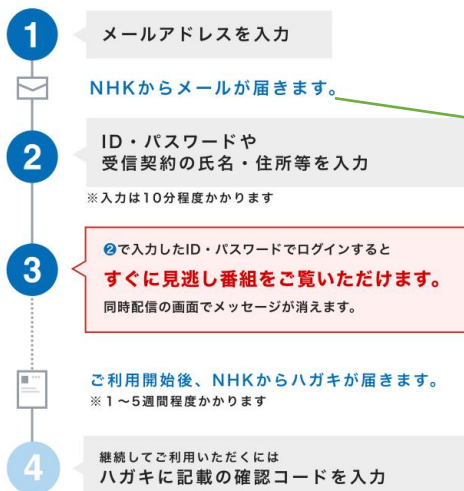 1
メールアドレスを入力
NHKからメールが届きます。
2
ID・パスワードや
受信契約の氏名・住所等を入力
※入力は10分程度かかります
3
❷で入力したID・パスワードでログインすると
すぐに見逃し番組をご覧いただけます。
同時配信の画面でメッセージが消えます。
ご利用開始後、NHKからハガキが届きます。
※1〜5週間程度かかります
4
継続してご利用いただくには
ハガキに記載の確認コードを入力